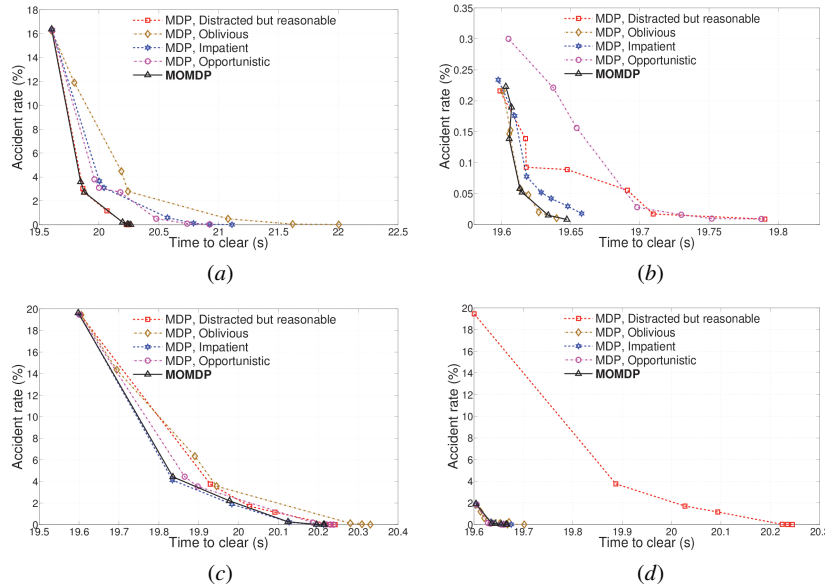 18
16
14
12
10
8
6
4
2
0
Accident rate (%)
MDP, Distracted but reasonable
MDP, Oblivious
MDP, Impatient
MDP, Opportunistic
MOMDP
19.5 20 20.5 21 21.5 22 22.5
Time to clear (s)
(a)
0.35
0.3
0.25
0.2
0.15
0.1
0.05
0
Accident rate (%)
MDP, Distracted but reasonable
MDP, Oblivious
MDP, Impatient
MDP, Opportunistic
MOMDP
19.6 19.65 19.7 19.75 19.8
Time to clear (s)
(b)
20
18
16
14
12
10
8
6
4
2
0
Accident rate (%)
MDP, Distracted but reasonable
MDP, Oblivious
MDP, Impatient
MDP, Opportunistic
MOMDP
19.5 19.6 19.7 19.8 19.9 20 20.1 20.2 20.3 20.4
Time to clear (s)
(c)
20
18
16
14
12
10
8
6
4
2
0
Accident rate (%)
MDP, Distracted but reasonable
MDP, Oblivious
MDP, Impatient
MDP, Opportunistic
MOMDP
19.6 19.7 19.8 19.9 20 20.1 20.2 20.3
Time to clear (s)
(d)